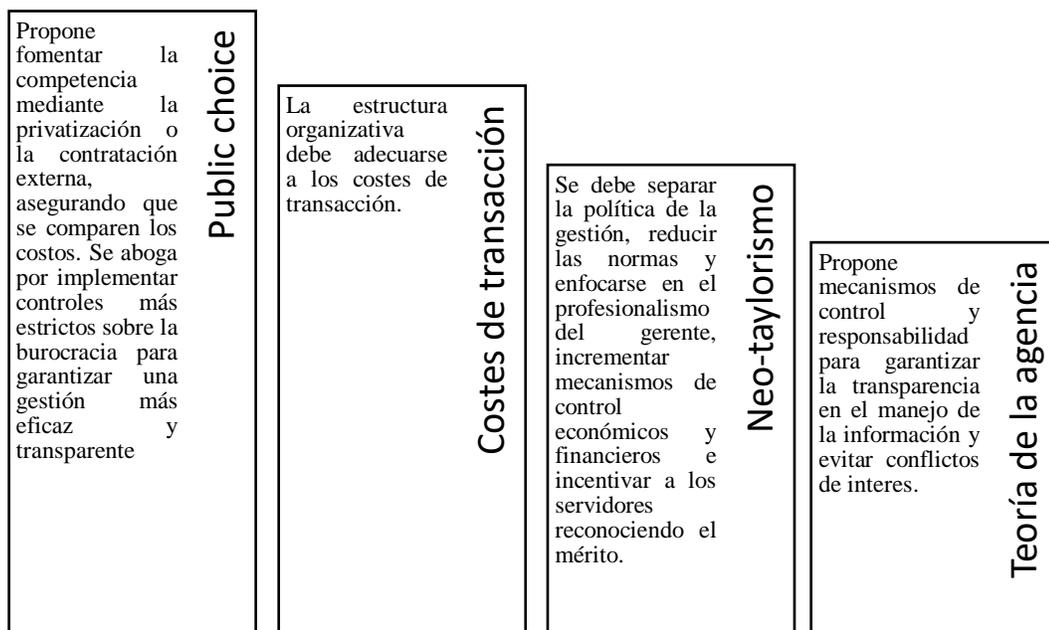 Propone
fomentar la
competencia
mediante la
privatización o
la contratación
externa,
asegurando que
se comparen los
costos. Se aboga
por implementar
controles más
estrictos sobre la
burocracia para
garantizar una
gestión más
eficaz y
transparente
Public choice
La estructura
organizativa
debe adecuarse
a los costes de
transacción.
Costes de transacción
Se debe separar
la política de la
gestión, reducir
las normas y
enfocarse en el
profesionalismo
del gerente,
incrementar
mecanismos de
control
económicos y
financieros e
incentivar a los
servidores
reconociendo el
mérito.
Neo-taylorismo
Propone
mecanismos de
control y
responsabilidad
para garantizar
la transparencia
en el manejo de
la información y
evitar conflictos
de interes.
Teoría de la agencia